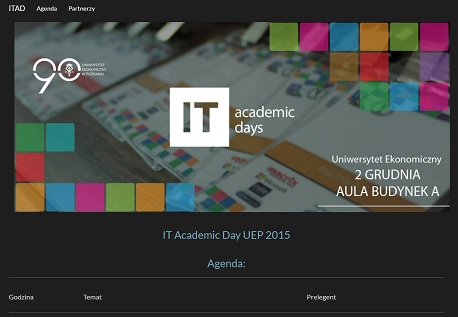 ITAD Agenda Partnerzy
90 UNIWERSYTET
EKONOMICZNY
W POZNANIU
IT academic
days
Uniwersytet Ekonomiczny
2 GRUDNIA
AULA BUDYNEK A
IT Academic Day UEP 2015
Agenda:
Godzina Temat Prelegent